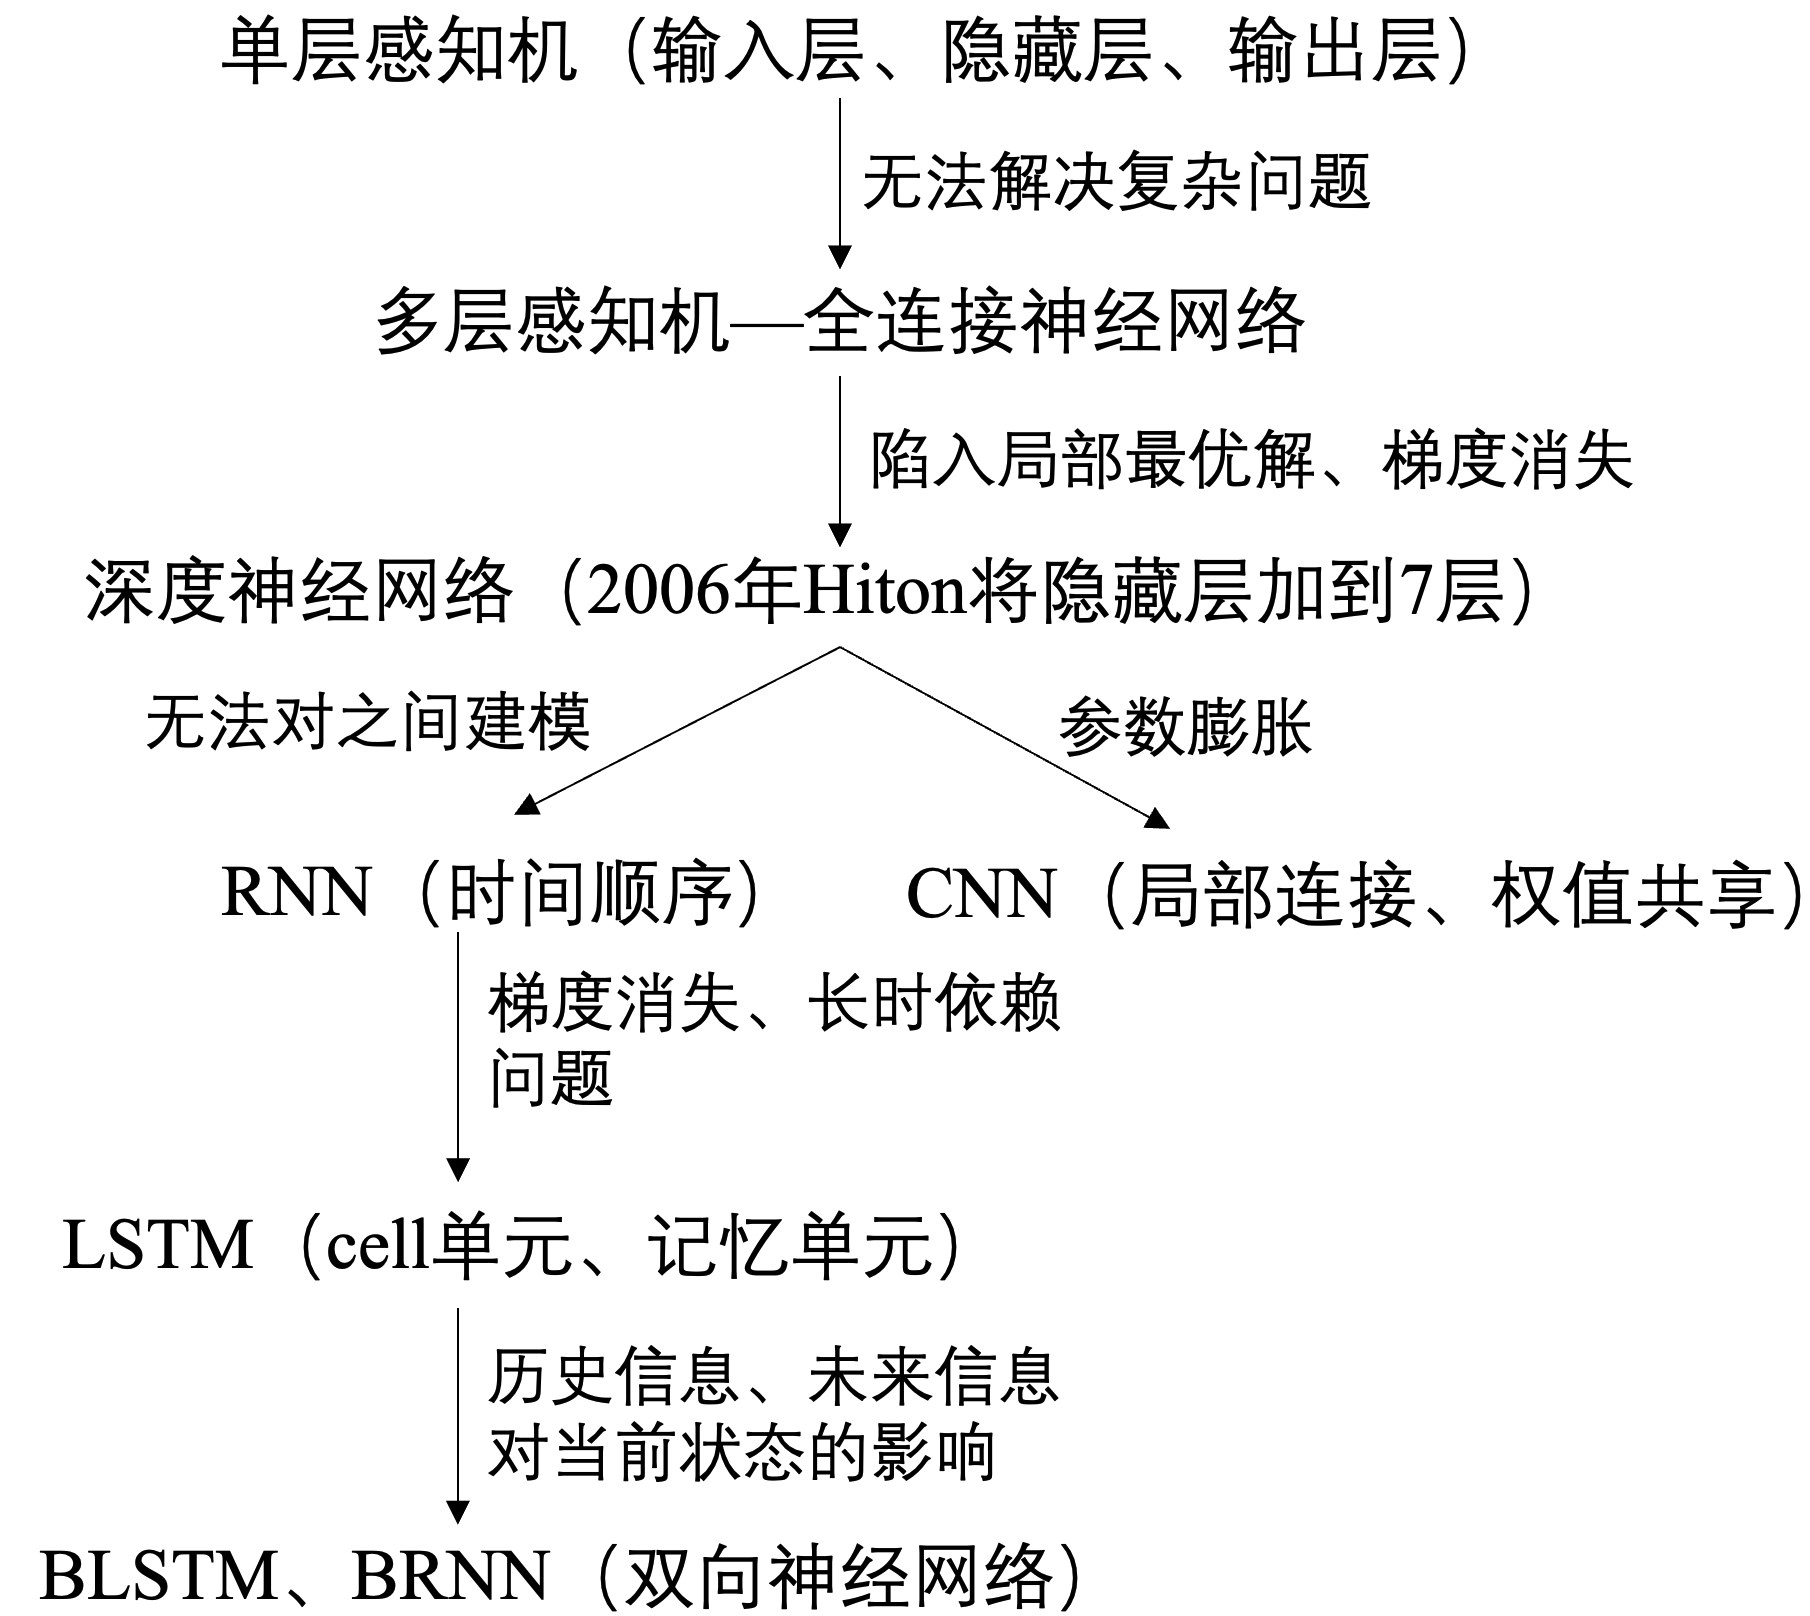 单层感知机（输入层、隐藏层、输出层）
无法解决复杂问题
多层感知机—全连接神经网络
陷入局部最优解、梯度消失
深度神经网络（2006年Hiton将隐藏层加到7层）
无法对之间建模
参数膨胀
RNN（时间顺序）
CNN（局部连接、权值共享）
梯度消失、长时依赖
问题
LSTM（cell单元、记忆单元）
历史信息、未来信息
对当前状态的影响
BLSTM、BRNN（双向神经网络）